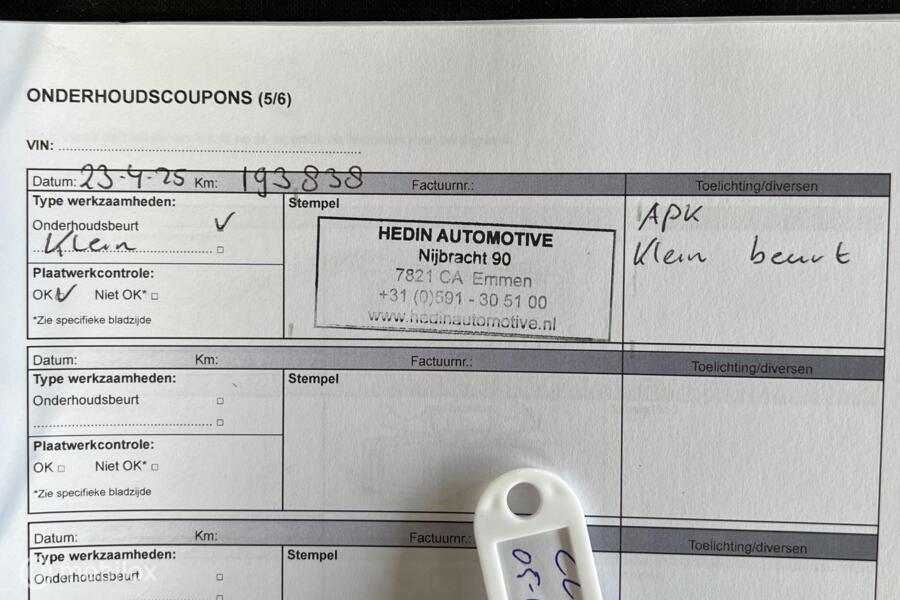 ONDERHOUDSCOUPONS (5/6)
VIN:
Datum: 23-4-25 Km: 193.838 Factuurnr.: Toelichting/diversen
Type werkzaamheden:
Onderhoudsbeurt
Klein
Plaatwerkcontrole:
OK Niet OK*
*Zie specifieke bladzijde
Stempel
HEDIN AUTOMOTIVE
Nijbracht 90
7821 CA Emmen
+31 (0)591 - 30 51 00
www.hedinautomotive.nl
APK
Klein beurt
Datum: Km: Factuurnr.: Toelichting/diversen
Type werkzaamheden:
Onderhoudsbeurt
Plaatwerkcontrole:
OK Niet OK*
*Zie specifieke bladzijde
Stempel
Datum: Km: Factuurnr.: Toelichting/diversen
Type werkzaamheden:
Onderhoudsbeurt
Stempel
mobilox